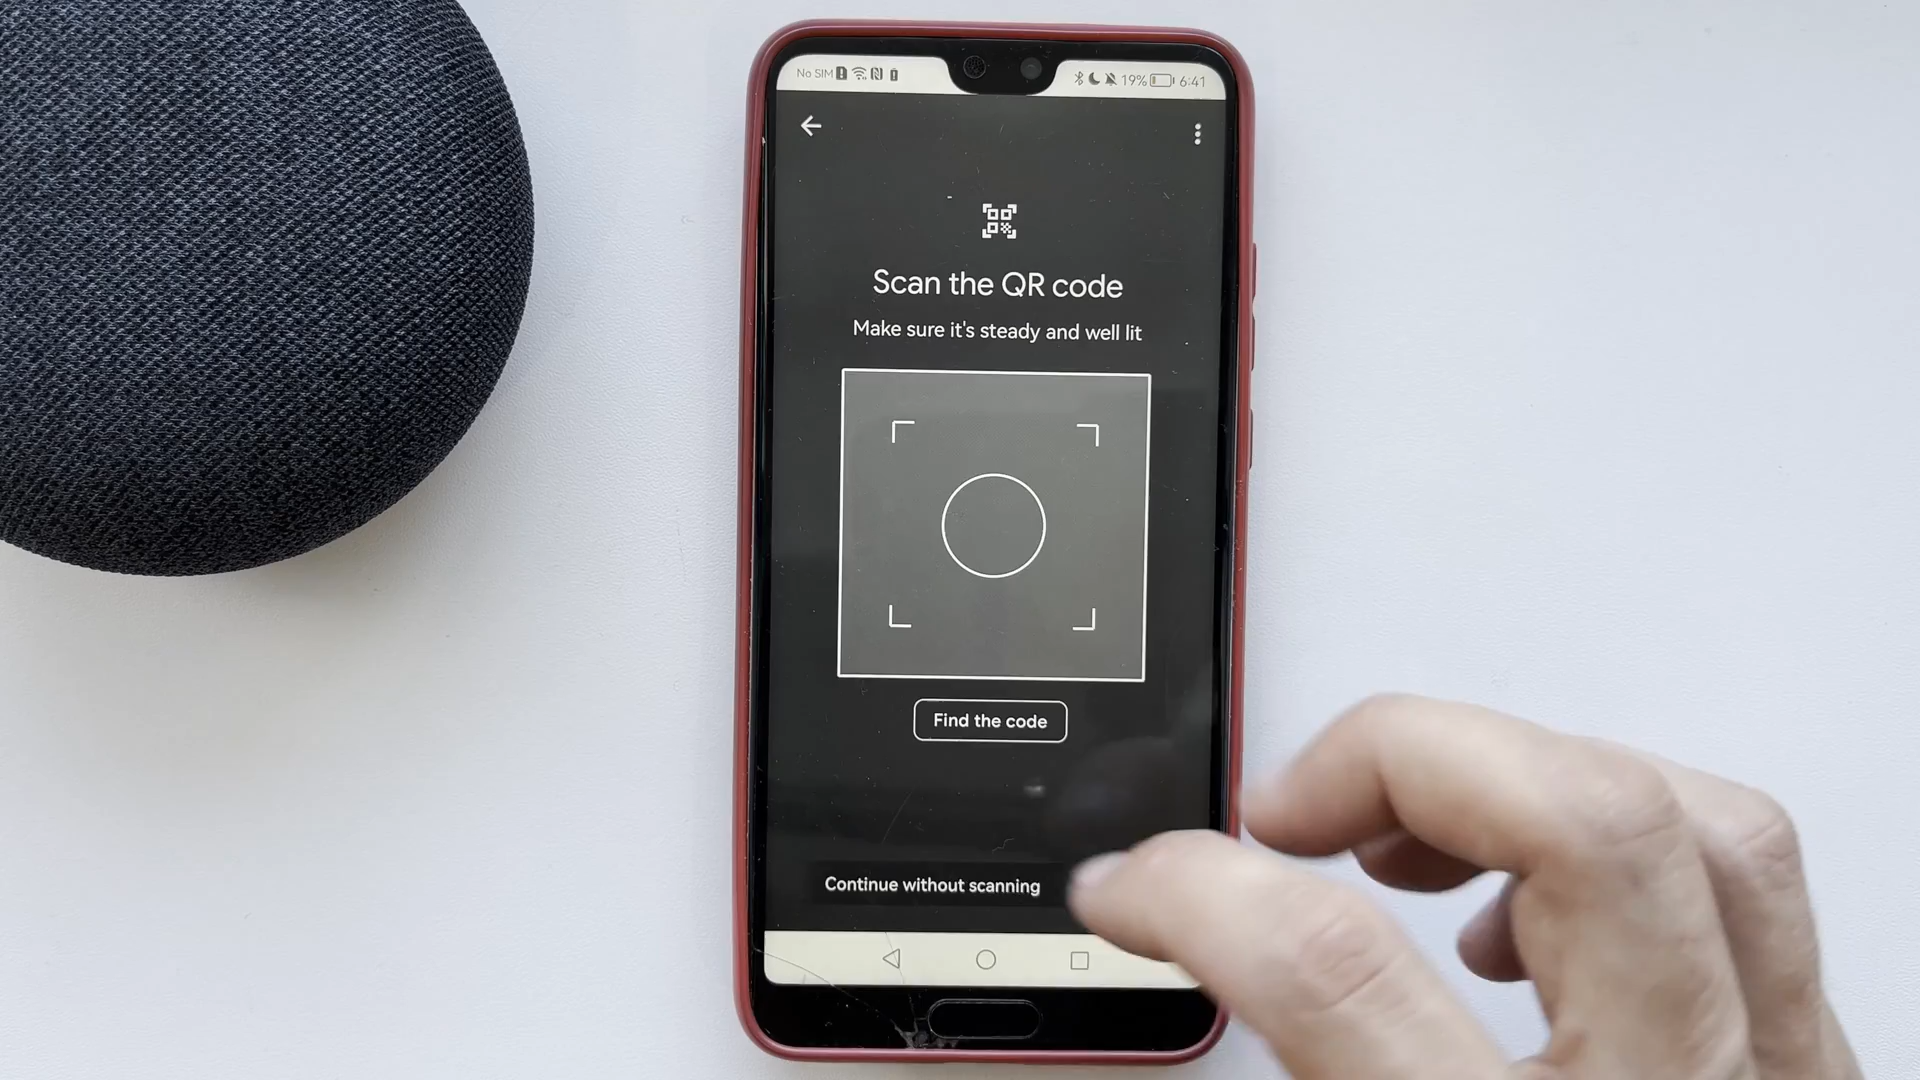 No SIM 19% 6:41
Scan the QR code
Make sure it's steady and well lit
Find the code
Continue without scanning